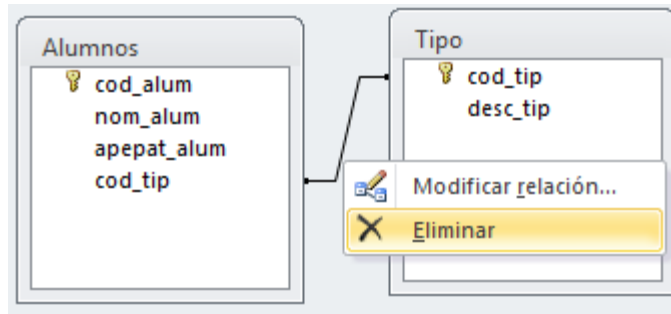 Alumnos
cod_alum
nom_alum
apepat_alum
cod_tip
Tipo
cod_tip
desc_tip
Modificar relación...
Eliminar